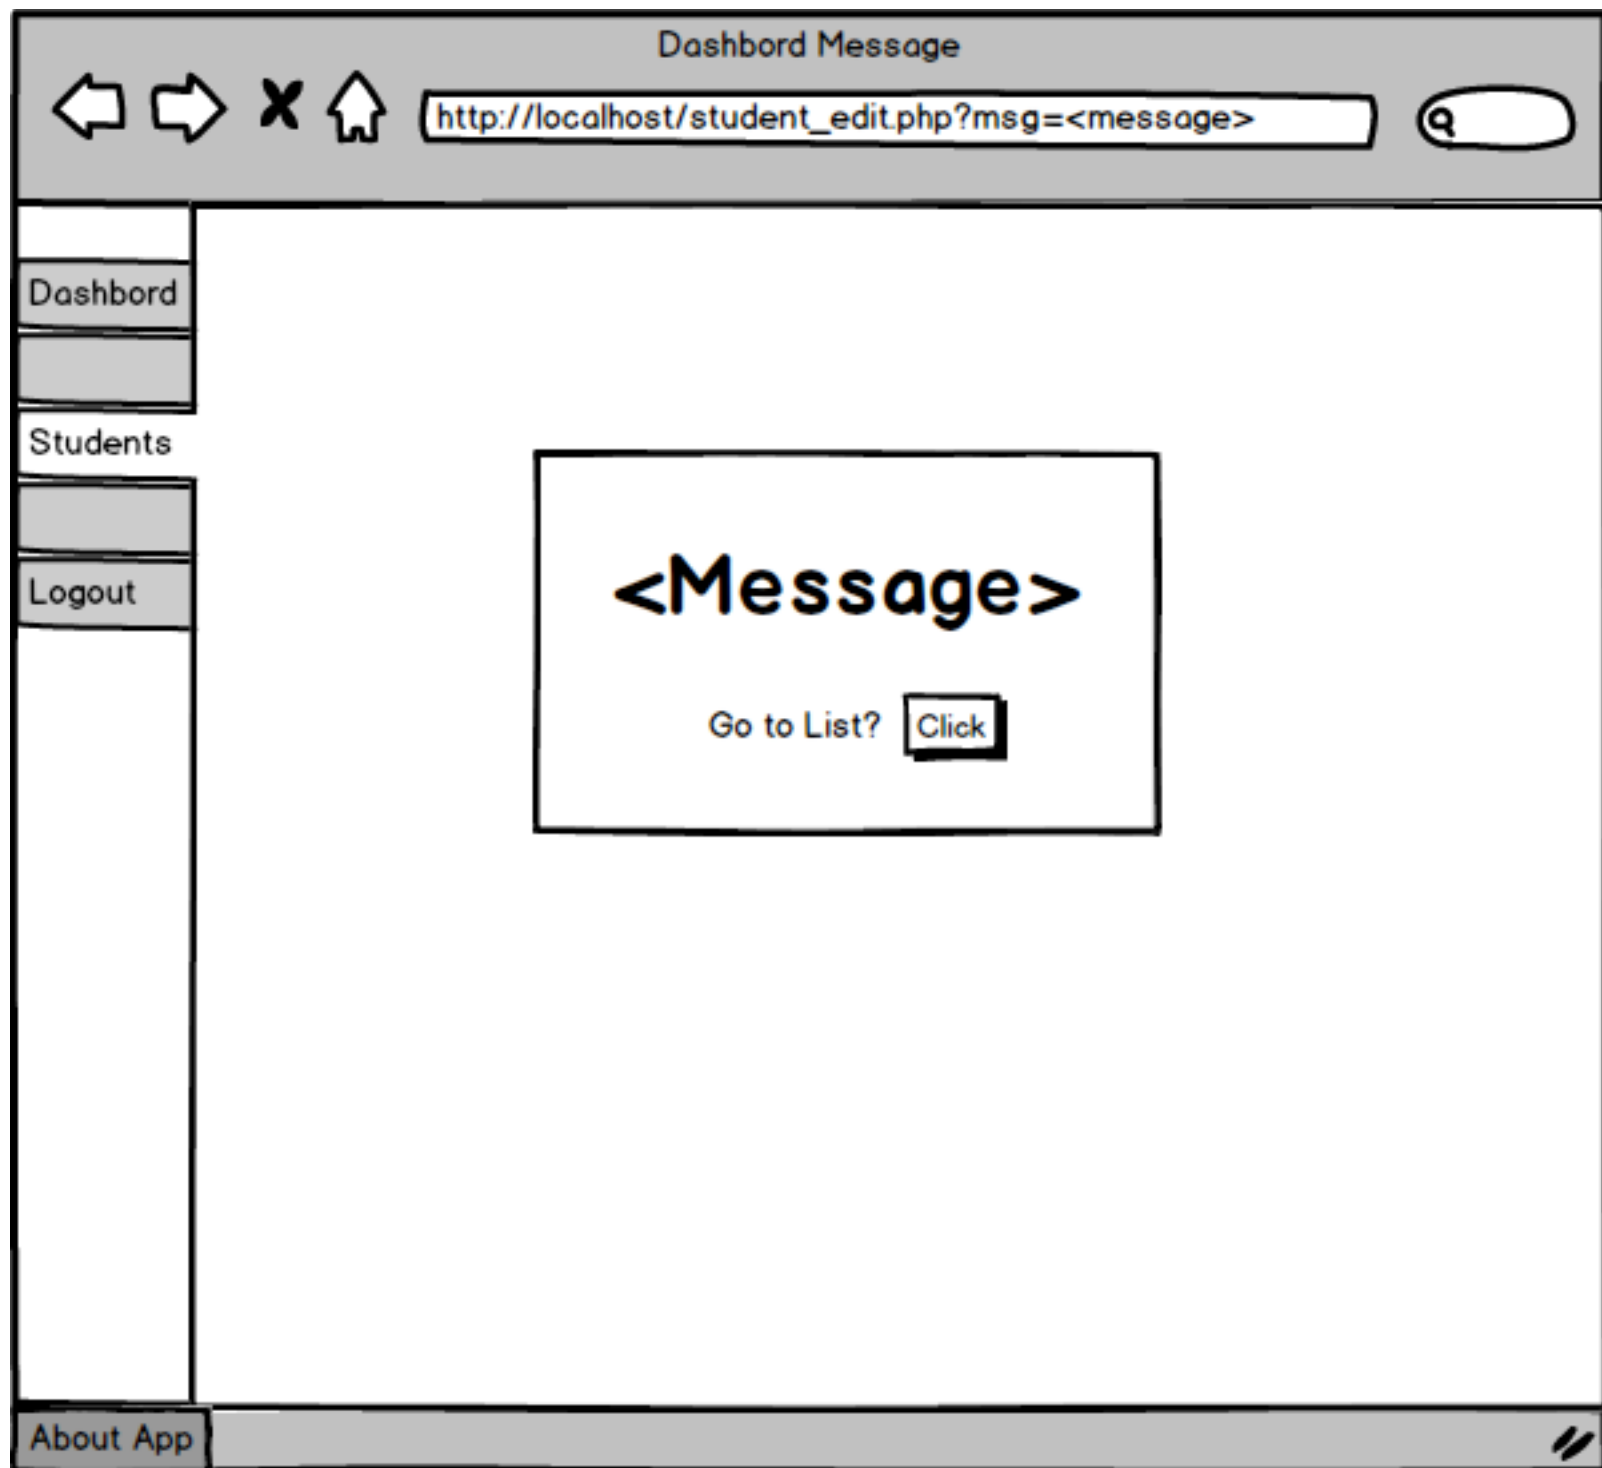 Dashbord Message
http://localhost/student_edit.php?msg=<message>
Dashbord
Students
Logout
<Message>
Go to List? Click
About App